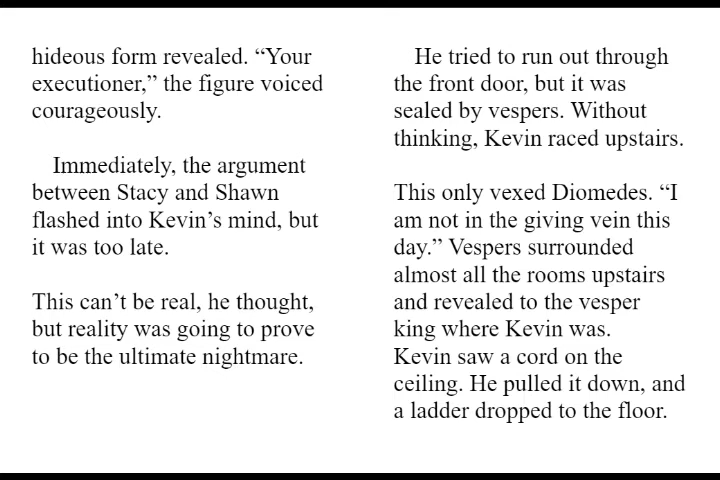 hideous form revealed. “Your
executioner,” the figure voiced
courageously.
Immediately, the argument
between Stacy and Shawn
flashed into Kevin’s mind, but
it was too late.
This can’t be real, he thought,
but reality was going to prove
to be the ultimate nightmare.
He tried to run out through
the front door, but it was
sealed by vespers. Without
thinking, Kevin raced upstairs.
This only vexed Diomedes. “I
am not in the giving vein this
day.” Vespers surrounded
almost all the rooms upstairs
and revealed to the vesper
king where Kevin was.
Kevin saw a cord on the
ceiling. He pulled it down, and
a ladder dropped to the floor.